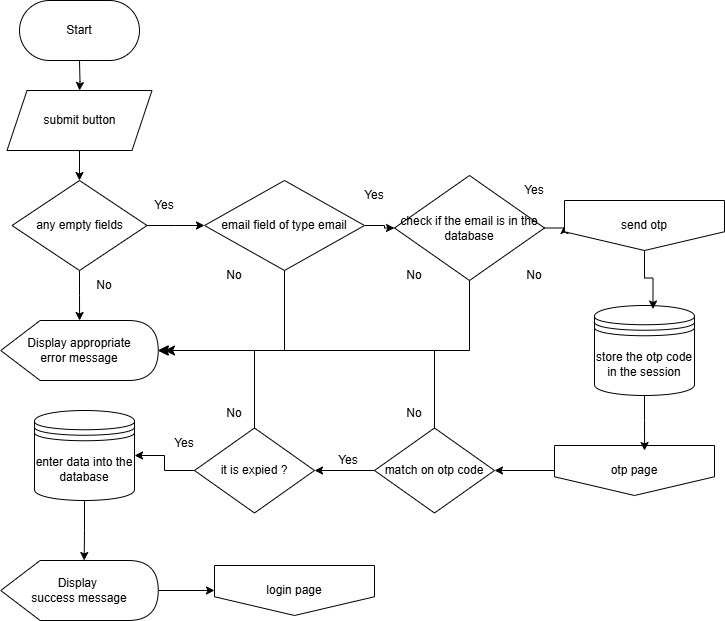 Start
submit button
any empty fields
Yes
email field of type email
Yes
check if the email is in the
database
Yes
send otp
No
No
No
No
Display appropriate
error message
store the otp code
in the session
No
No
enter data into the
database
Yes
it is expied ?
Yes
match on otp code
otp page
Display
success message
login page